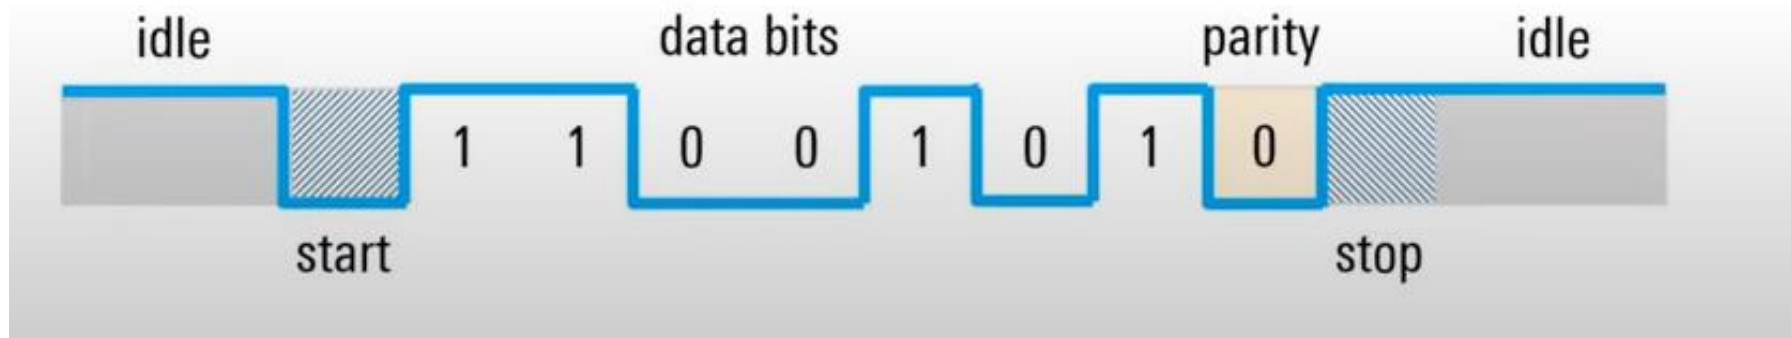 idle data bits parity idle
1 1 0 0 1 0 1 0
start stop